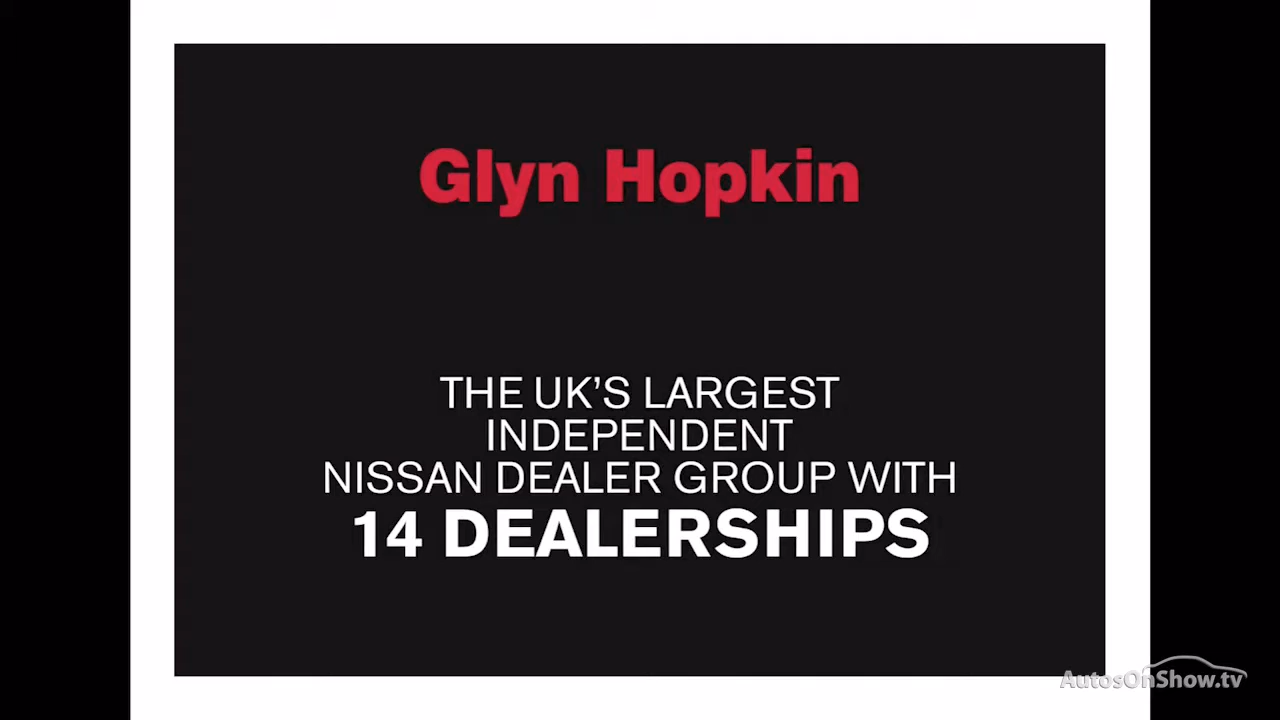 Glyn Hopkin
THE UK’S LARGEST
INDEPENDENT
NISSAN DEALER GROUP WITH
14 DEALERSHIPS
AutosOnShow.tv